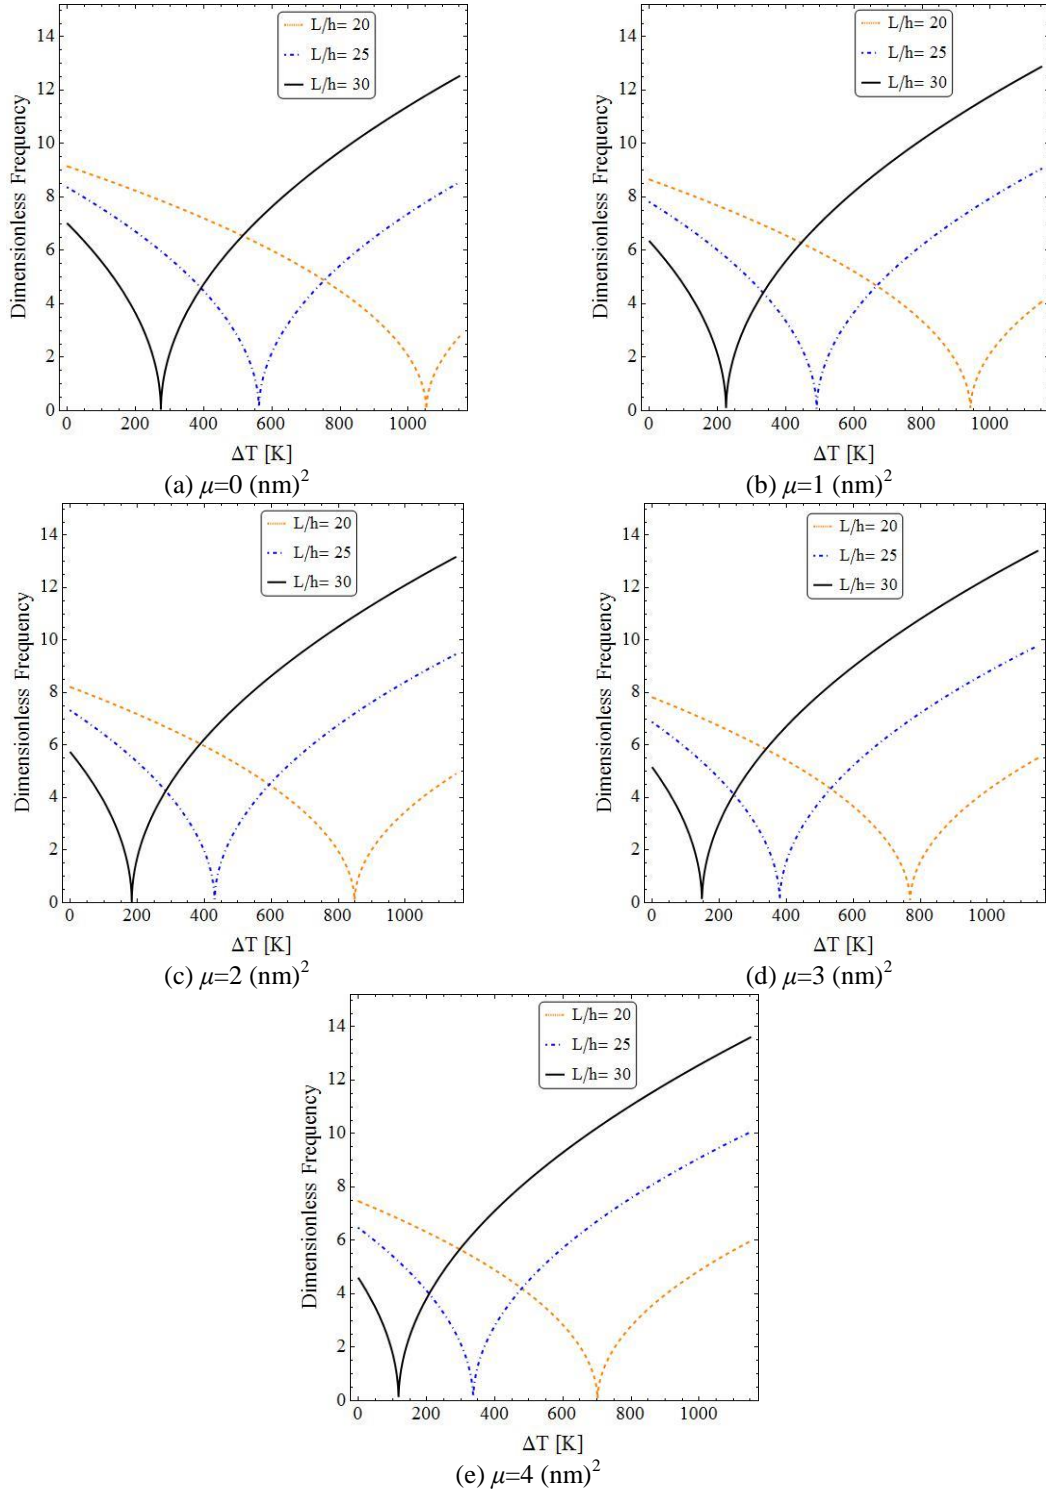 L/h= 20
L/h= 25
L/h= 30
Dimensionless Frequency
14
12
10
8
6
4
2
0
0 200 400 600 800 1000
ΔT [K]
(a) μ=0 (nm)²
L/h= 20
L/h= 25
L/h= 30
Dimensionless Frequency
14
12
10
8
6
4
2
0
0 200 400 600 800 1000
ΔT [K]
(b) μ=1 (nm)²
L/h= 20
L/h= 25
L/h= 30
Dimensionless Frequency
14
12
10
8
6
4
2
0
0 200 400 600 800 1000
ΔT [K]
(c) μ=2 (nm)²
L/h= 20
L/h= 25
L/h= 30
Dimensionless Frequency
14
12
10
8
6
4
2
0
0 200 400 600 800 1000
ΔT [K]
(d) μ=3 (nm)²
L/h= 20
L/h= 25
L/h= 30
Dimensionless Frequency
14
12
10
8
6
4
2
0
0 200 400 600 800 1000
ΔT [K]
(e) μ=4 (nm)²